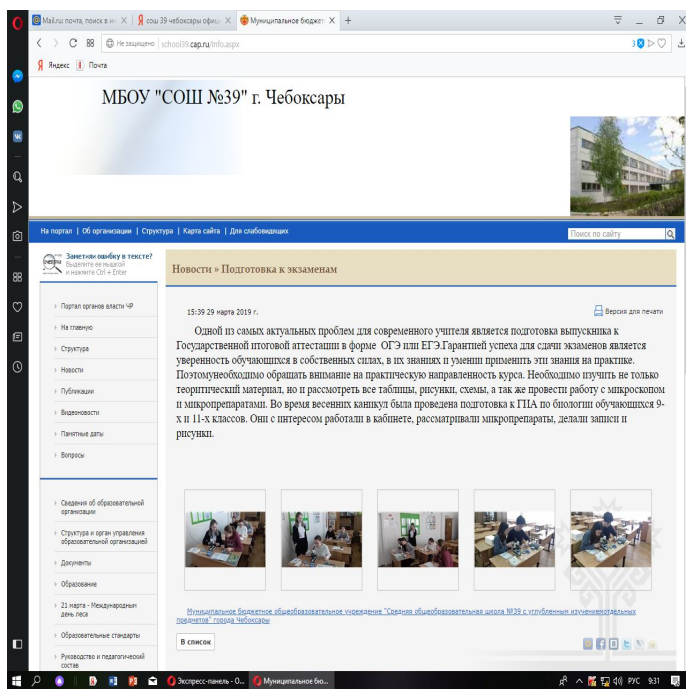 Mail.ru: почта, поиск в ин
сош 39 чебоксары офиц
Муниципальное бюджет
Не защищено school39.cap.ru/Info.aspx
3
Яндекс Почта
МБОУ "СОШ №39" г. Чебоксары
На портал | Об организации | Структура | Карта сайта | Для слабовидящих
Поиск по сайту
Заметили ошибку в тексте?
Выделите ее мышкой
и нажмите Ctrl + Enter
Портал органов власти ЧР
На главную
Структура
Новости
Публикации
Видеоновости
Памятные даты
Вопросы
Сведения об образовательной
организации
Структура и орган управления
образовательной организацией
Документы
Образование
21 марта - Международным
день леса
Образовательные стандарты
Руководство и педагогический
состав
Новости » Подготовка к экзаменам
15:39 29 марта 2019 г.
Версия для печати
Одной из самых актуальных проблем для современного учителя является подготовка выпускника к
Государственной итоговой аттестации в форме ОГЭ или ЕГЭ.Гарантией успеха для сдачи экзаменов является
уверенность обучающихся в собственных силах, в их знаниях и умении применить эти знания на практике.
Поэтомунеобходимо обращать внимание на практическую направленность курса. Необходимо изучить не только
теоритический материал, но и рассмотреть все таблицы, рисунки, схемы, а так же провести работу с микроскопом
и микропрепаратами. Во время весенних каникул была проведена подготовка к ГИА по биологии обучающихся 9-
х и 11-х классов. Они с интересом работали в кабинете, рассматривали микропрепараты, делали записи и
рисунки.
Муниципальное бюджетное общеобразовательное учреждение "Средняя общеобразовательная школа №39 с углубленным изучениемотдельных
предметов" города Чебоксары
В список
Экспресс-панель - О...
Муниципальное бю...
РУС 9:31